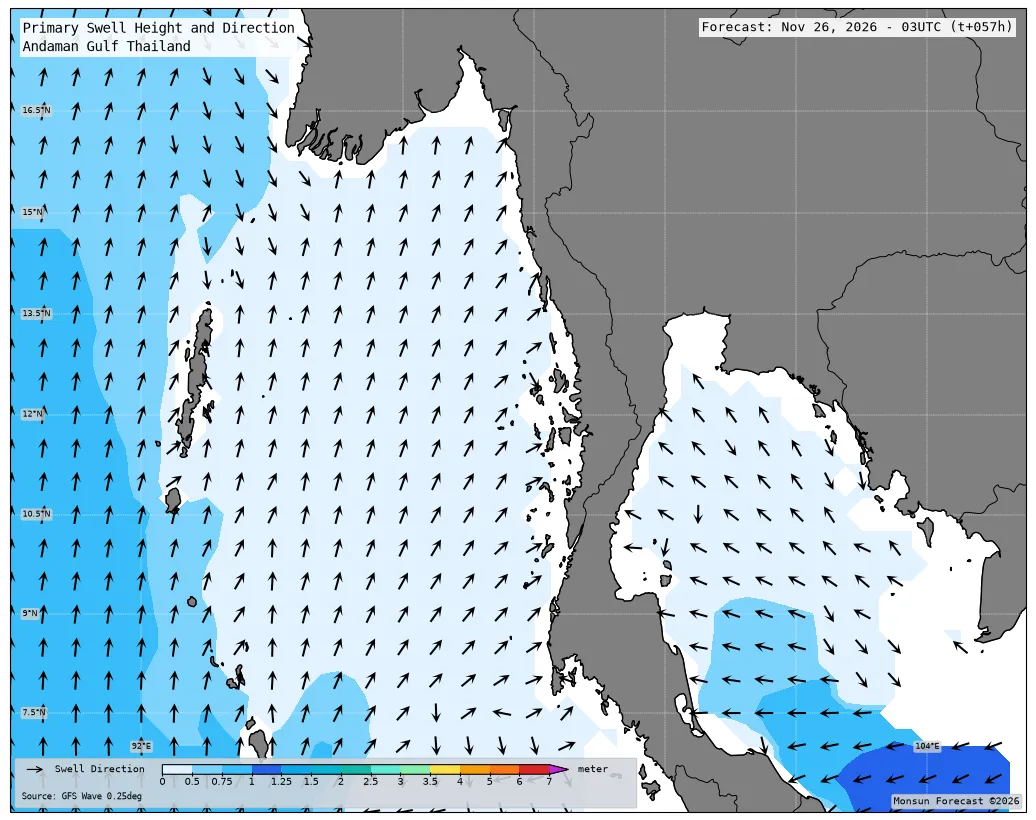 Primary Swell Height and Direction
Andaman Gulf Thailand
Forecast: Nov 26, 2026 - 03UTC (t+057h)
16.5°N
15°N
13.5°N
12°N
10.5°N
9°N
7.5°N
92°E
104°E
Swell Direction
0 0.5 0.75 1 1.25 1.5 2 2.5 3 3.5 4 5 6 7
meter
Source: GFS Wave 0.25deg
Monsun Forecast ©2026